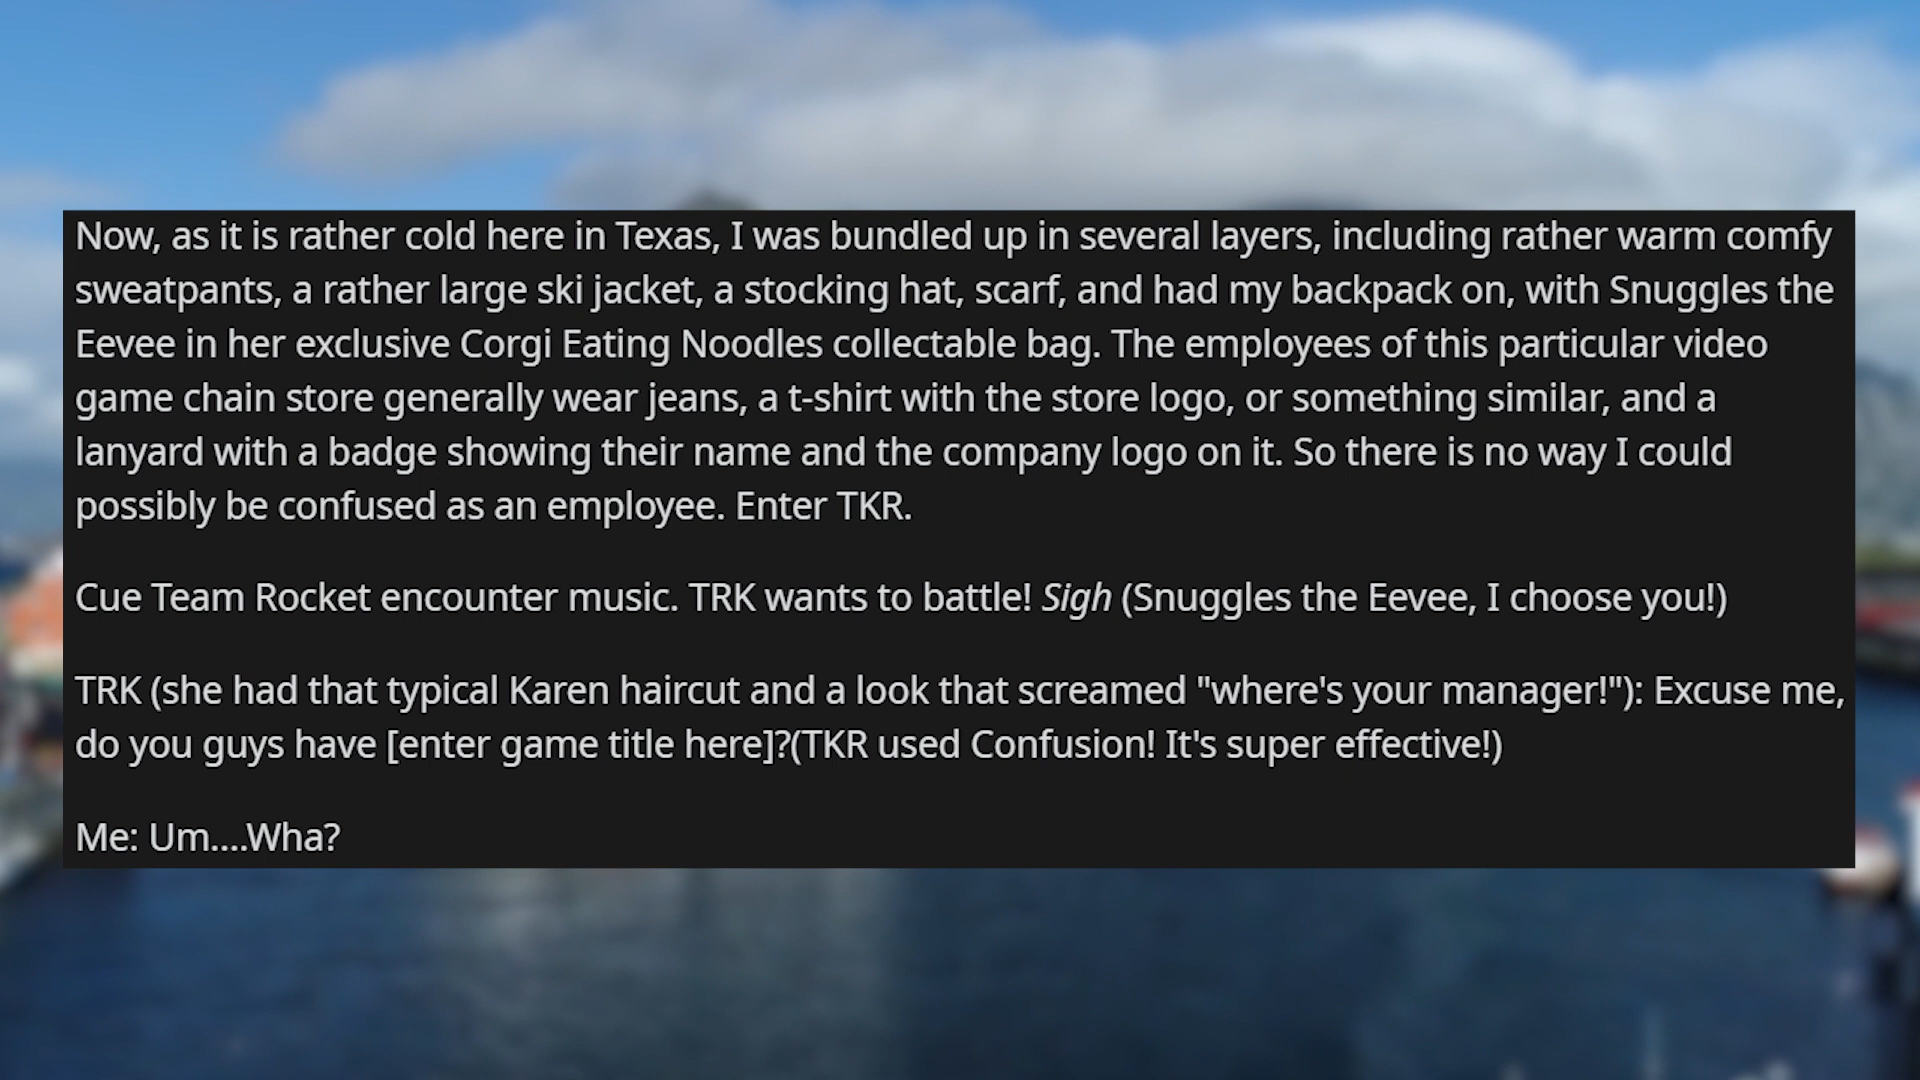 Now, as it is rather cold here in Texas, I was bundled up in several layers, including rather warm comfy
sweatpants, a rather large ski jacket, a stocking hat, scarf, and had my backpack on, with Snuggles the
Eevee in her exclusive Corgi Eating Noodles collectable bag. The employees of this particular video
game chain store generally wear jeans, a t-shirt with the store logo, or something similar, and a
lanyard with a badge showing their name and the company logo on it. So there is no way I could
possibly be confused as an employee. Enter TKR.
Cue Team Rocket encounter music. TRK wants to battle! Sigh (Snuggles the Eevee, I choose you!)
TRK (she had that typical Karen haircut and a look that screamed "where's your manager!"): Excuse me,
do you guys have [enter game title here]?(TKR used Confusion! It's super effective!)
Me: Um....Wha?